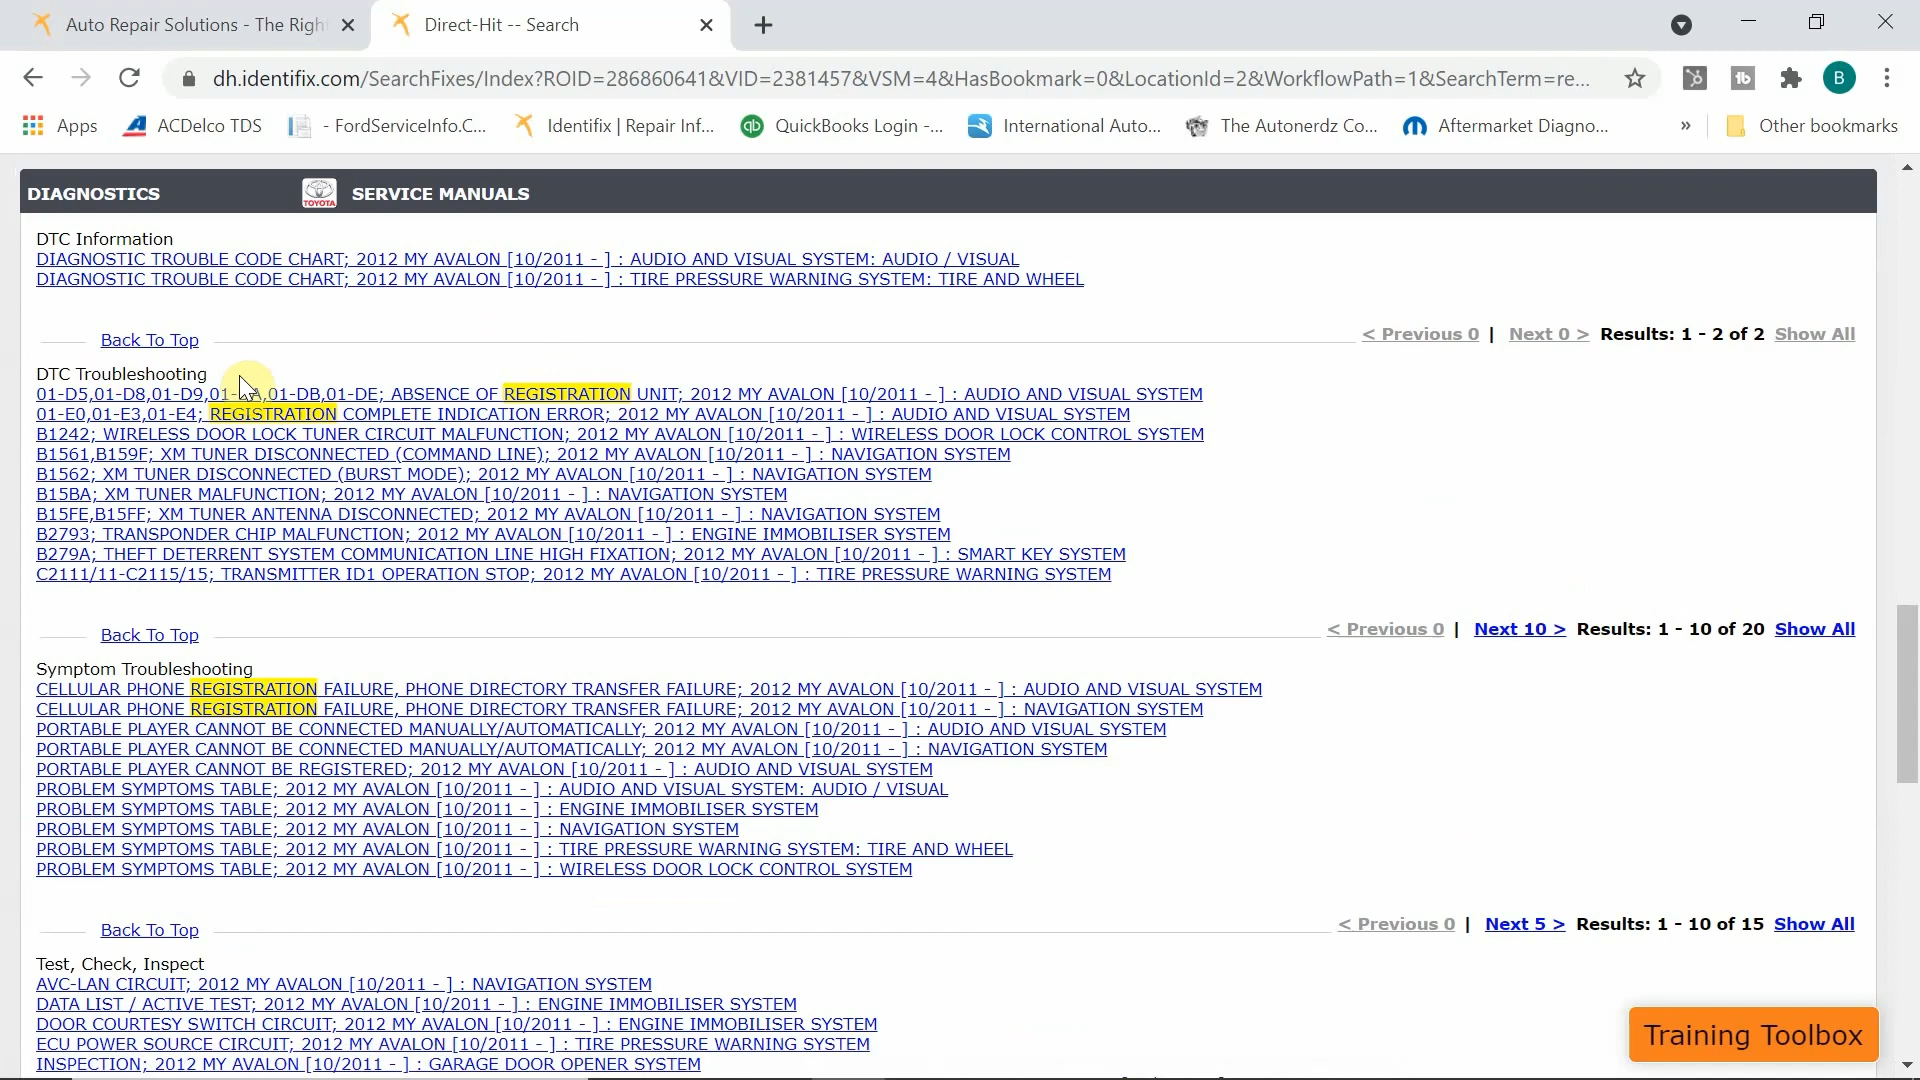 Auto Repair Solutions - The Righ
Direct-Hit -- Search
dh.identifix.com/SearchFixes/Index?ROID=286860641&VID=2381457&VSM=4&HasBookmark=0&LocationId=2&WorkflowPath=1&SearchTerm=re...
tb
B
Apps
ACDelco TDS
- FordServiceInfo.C...
Identifix | Repair Inf...
qb
QuickBooks Login -...
International Auto...
The Autonerdz Co...
Aftermarket Diagno...
»
Other bookmarks
DIAGNOSTICS
TOYOTA
SERVICE MANUALS
DTC Information
DIAGNOSTIC TROUBLE CODE CHART; 2012 MY AVALON [10/2011 - ] : AUDIO AND VISUAL SYSTEM: AUDIO / VISUAL
DIAGNOSTIC TROUBLE CODE CHART; 2012 MY AVALON [10/2011 - ] : TIRE PRESSURE WARNING SYSTEM: TIRE AND WHEEL
Back To Top
< Previous 0 | Next 0 > Results: 1 - 2 of 2 Show All
DTC Troubleshooting
01-D5,01-D8,01-D9,01- A,01-DB,01-DE; ABSENCE OF REGISTRATION UNIT; 2012 MY AVALON [10/2011 - ] : AUDIO AND VISUAL SYSTEM
01-E0,01-E3,01-E4; REGISTRATION COMPLETE INDICATION ERROR; 2012 MY AVALON [10/2011 - ] : AUDIO AND VISUAL SYSTEM
B1242; WIRELESS DOOR LOCK TUNER CIRCUIT MALFUNCTION; 2012 MY AVALON [10/2011 - ] : WIRELESS DOOR LOCK CONTROL SYSTEM
B1561,B159F; XM TUNER DISCONNECTED (COMMAND LINE); 2012 MY AVALON [10/2011 - ] : NAVIGATION SYSTEM
B1562; XM TUNER DISCONNECTED (BURST MODE); 2012 MY AVALON [10/2011 - ] : NAVIGATION SYSTEM
B15BA; XM TUNER MALFUNCTION; 2012 MY AVALON [10/2011 - ] : NAVIGATION SYSTEM
B15FE,B15FF; XM TUNER ANTENNA DISCONNECTED; 2012 MY AVALON [10/2011 - ] : NAVIGATION SYSTEM
B2793; TRANSPONDER CHIP MALFUNCTION; 2012 MY AVALON [10/2011 - ] : ENGINE IMMOBILISER SYSTEM
B279A; THEFT DETERRENT SYSTEM COMMUNICATION LINE HIGH FIXATION; 2012 MY AVALON [10/2011 - ] : SMART KEY SYSTEM
C2111/11-C2115/15; TRANSMITTER ID1 OPERATION STOP; 2012 MY AVALON [10/2011 - ] : TIRE PRESSURE WARNING SYSTEM
Back To Top
< Previous 0 | Next 10 > Results: 1 - 10 of 20 Show All
Symptom Troubleshooting
CELLULAR PHONE REGISTRATION FAILURE, PHONE DIRECTORY TRANSFER FAILURE; 2012 MY AVALON [10/2011 - ] : AUDIO AND VISUAL SYSTEM
CELLULAR PHONE REGISTRATION FAILURE, PHONE DIRECTORY TRANSFER FAILURE; 2012 MY AVALON [10/2011 - ] : NAVIGATION SYSTEM
PORTABLE PLAYER CANNOT BE CONNECTED MANUALLY/AUTOMATICALLY; 2012 MY AVALON [10/2011 - ] : AUDIO AND VISUAL SYSTEM
PORTABLE PLAYER CANNOT BE CONNECTED MANUALLY/AUTOMATICALLY; 2012 MY AVALON [10/2011 - ] : NAVIGATION SYSTEM
PORTABLE PLAYER CANNOT BE REGISTERED; 2012 MY AVALON [10/2011 - ] : AUDIO AND VISUAL SYSTEM
PROBLEM SYMPTOMS TABLE; 2012 MY AVALON [10/2011 - ] : AUDIO AND VISUAL SYSTEM: AUDIO / VISUAL
PROBLEM SYMPTOMS TABLE; 2012 MY AVALON [10/2011 - ] : ENGINE IMMOBILISER SYSTEM
PROBLEM SYMPTOMS TABLE; 2012 MY AVALON [10/2011 - ] : NAVIGATION SYSTEM
PROBLEM SYMPTOMS TABLE; 2012 MY AVALON [10/2011 - ] : TIRE PRESSURE WARNING SYSTEM: TIRE AND WHEEL
PROBLEM SYMPTOMS TABLE; 2012 MY AVALON [10/2011 - ] : WIRELESS DOOR LOCK CONTROL SYSTEM
Back To Top
< Previous 0 | Next 5 > Results: 1 - 10 of 15 Show All
Test, Check, Inspect
AVC-LAN CIRCUIT; 2012 MY AVALON [10/2011 - ] : NAVIGATION SYSTEM
DATA LIST / ACTIVE TEST; 2012 MY AVALON [10/2011 - ] : ENGINE IMMOBILISER SYSTEM
DOOR COURTESY SWITCH CIRCUIT; 2012 MY AVALON [10/2011 - ] : ENGINE IMMOBILISER SYSTEM
ECU POWER SOURCE CIRCUIT; 2012 MY AVALON [10/2011 - ] : TIRE PRESSURE WARNING SYSTEM
INSPECTION; 2012 MY AVALON [10/2011 - ] : GARAGE DOOR OPENER SYSTEM
Training Toolbox